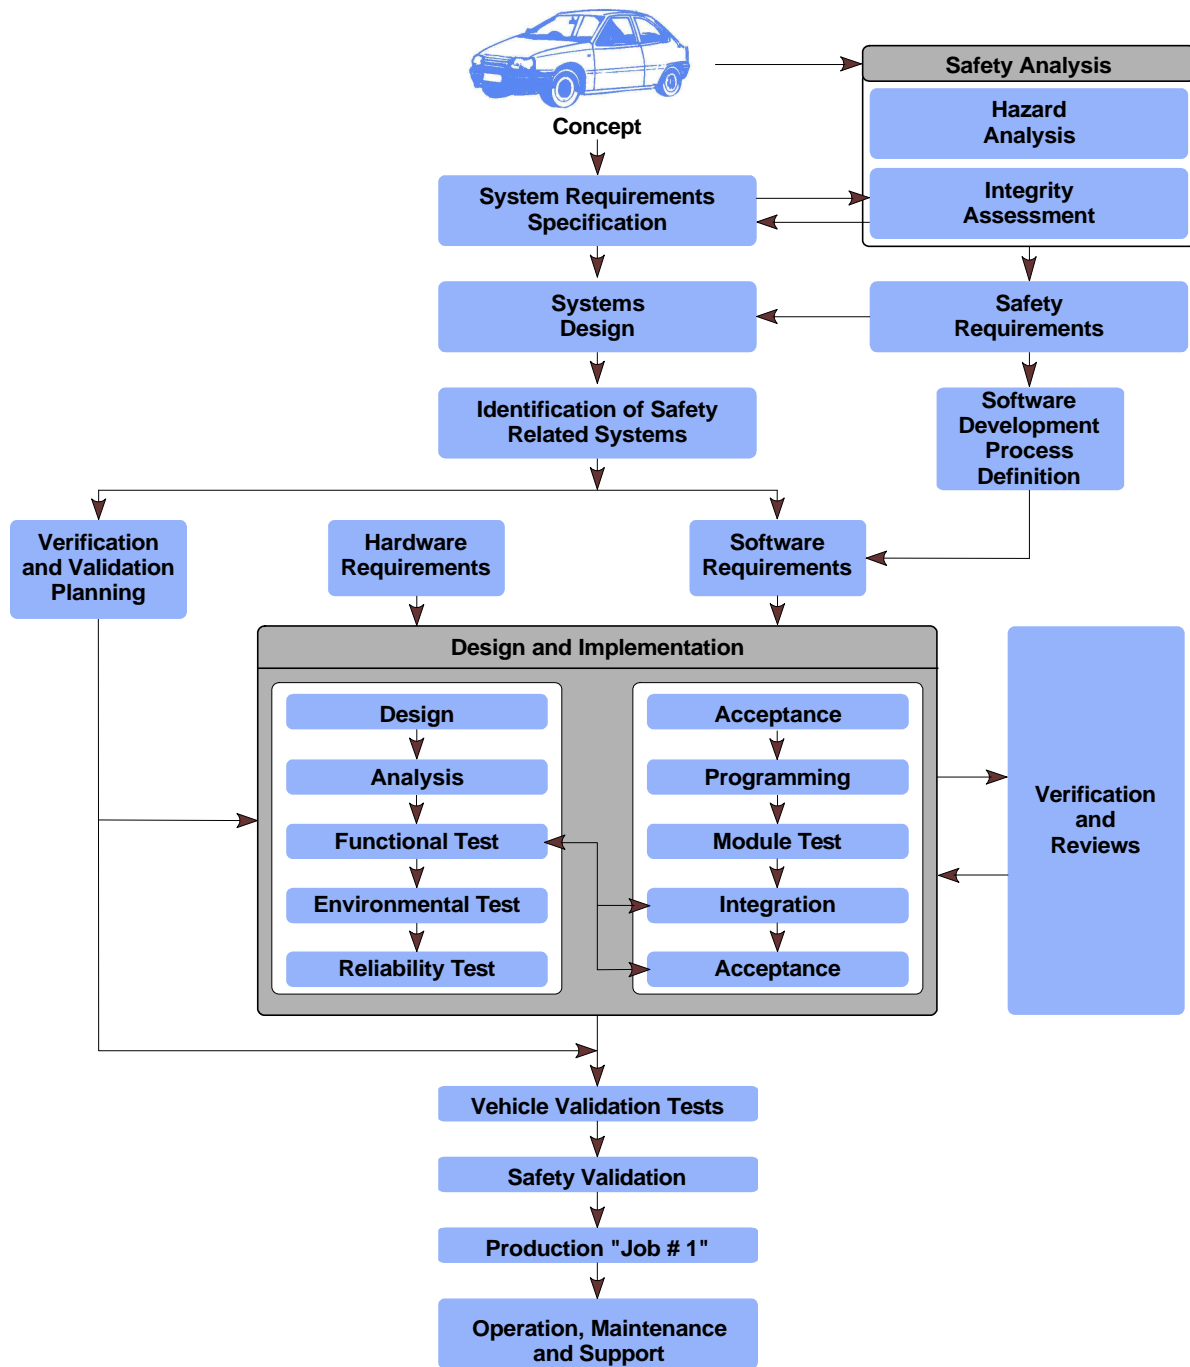 Safety Analysis
Hazard
Analysis
Concept
System Requirements
Specification
Integrity
Assessment
Systems
Design
Safety
Requirements
Identification of Safety
Related Systems
Software
Development
Process
Definition
Verification
and Validation
Planning
Hardware
Requirements
Software
Requirements
Design and Implementation
Design
Analysis
Functional Test
Environmental Test
Reliability Test
Acceptance
Programming
Module Test
Integration
Acceptance
Verification
and
Reviews
Vehicle Validation Tests
Safety Validation
Production "Job # 1"
Operation, Maintenance
and Support